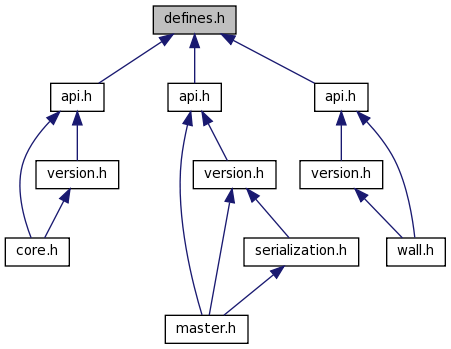 defines.h
api.h
api.h
api.h
version.h
version.h
version.h
core.h
serialization.h
wall.h
master.h